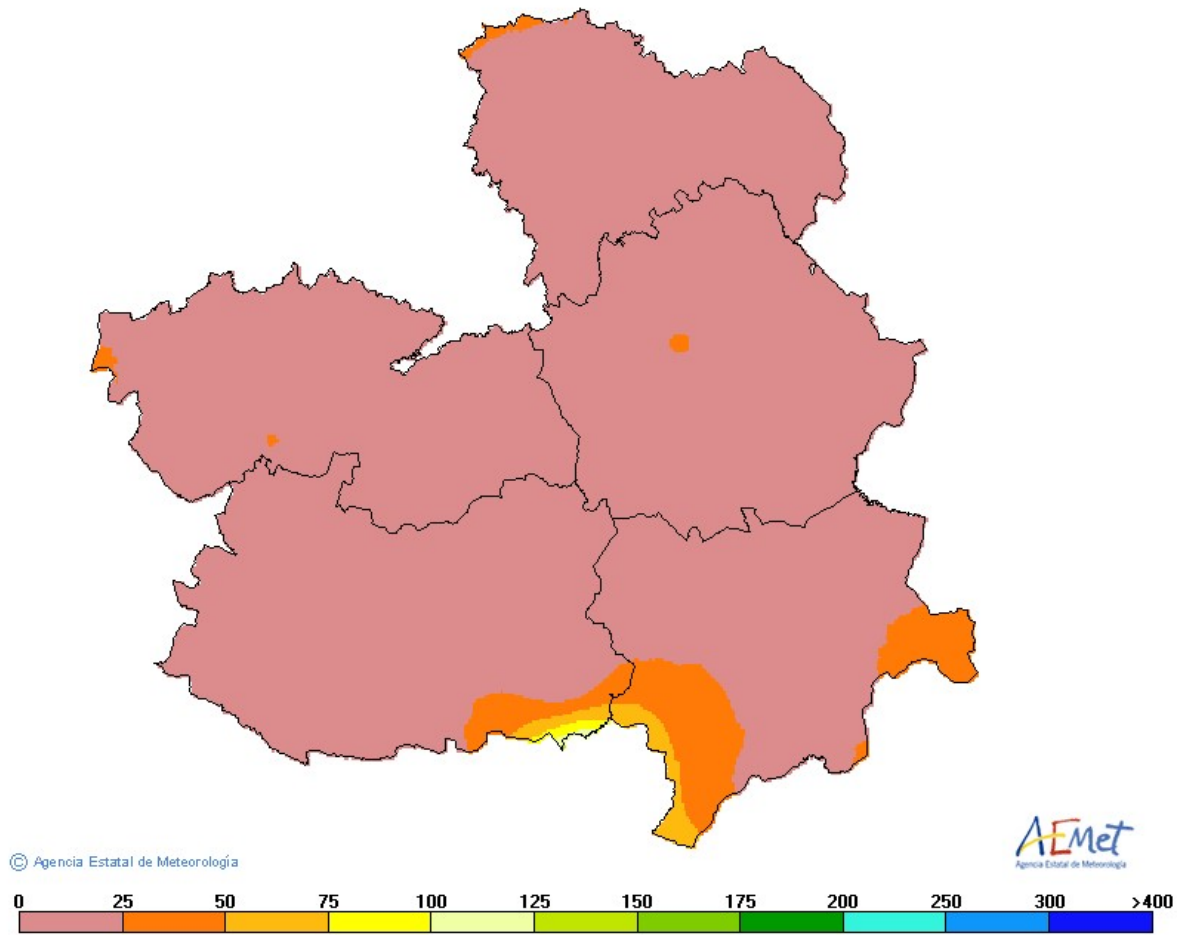 AEMet
Agencia Estatal de Meteorología
© Agencia Estatal de Meteorología
0 25 50 75 100 125 150 175 200 250 300 >400